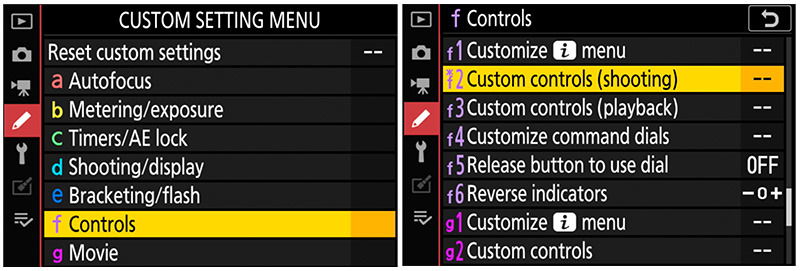 CUSTOM SETTING MENU
Reset custom settings --
a Autofocus
b Metering/exposure
c Timers/AE lock
d Shooting/display
e Bracketing/flash
f Controls
g Movie
f Controls
f1 Customize i menu --
f2 Custom controls (shooting) --
f3 Custom controls (playback) --
f4 Customize command dials --
f5 Release button to use dial OFF
f6 Reverse indicators -0+
g1 Customize i menu --
g2 Custom controls --